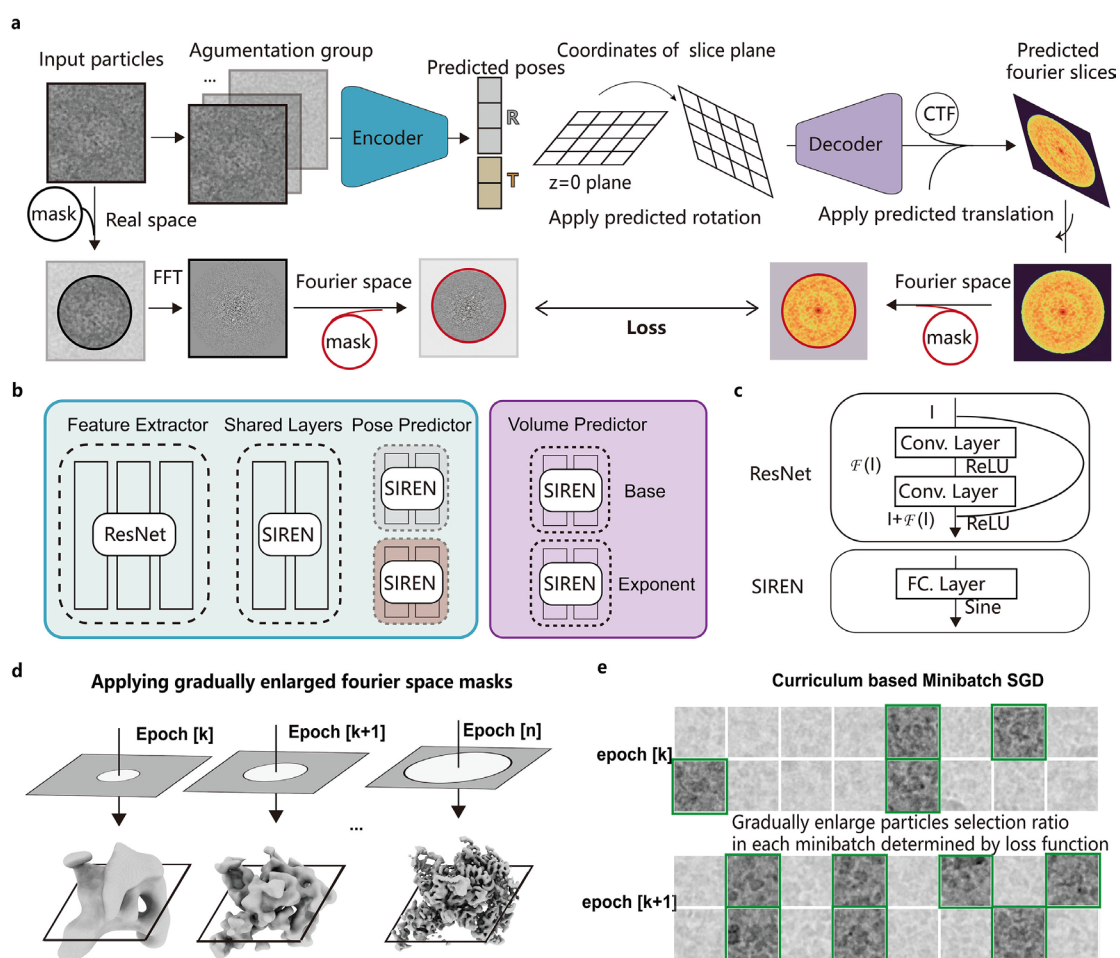 a
Input particles
Agumentation group
...
Encoder
Predicted poses
R
T
Coordinates of slice plane
z=0 plane
Apply predicted rotation
Decoder
CTF
Predicted
fourier slices
Apply predicted translation
mask
Real space
FFT
Fourier space
mask
Loss
Fourier space
mask
b
Feature Extractor
Shared Layers
Pose Predictor
ResNet
SIREN
SIREN
SIREN
Volume Predictor
SIREN
Base
SIREN
Exponent
c
ResNet
I
Conv. Layer
ℱ(I)
ReLU
Conv. Layer
I+ℱ(I)
ReLU
SIREN
FC. Layer
Sine
d
Applying gradually enlarged fourier space masks
Epoch [k]
Epoch [k+1]
Epoch [n]
...
e
Curriculum based Minibatch SGD
epoch [k]
Gradually enlarge particles selection ratio
in each minibatch determined by loss function
epoch [k+1]